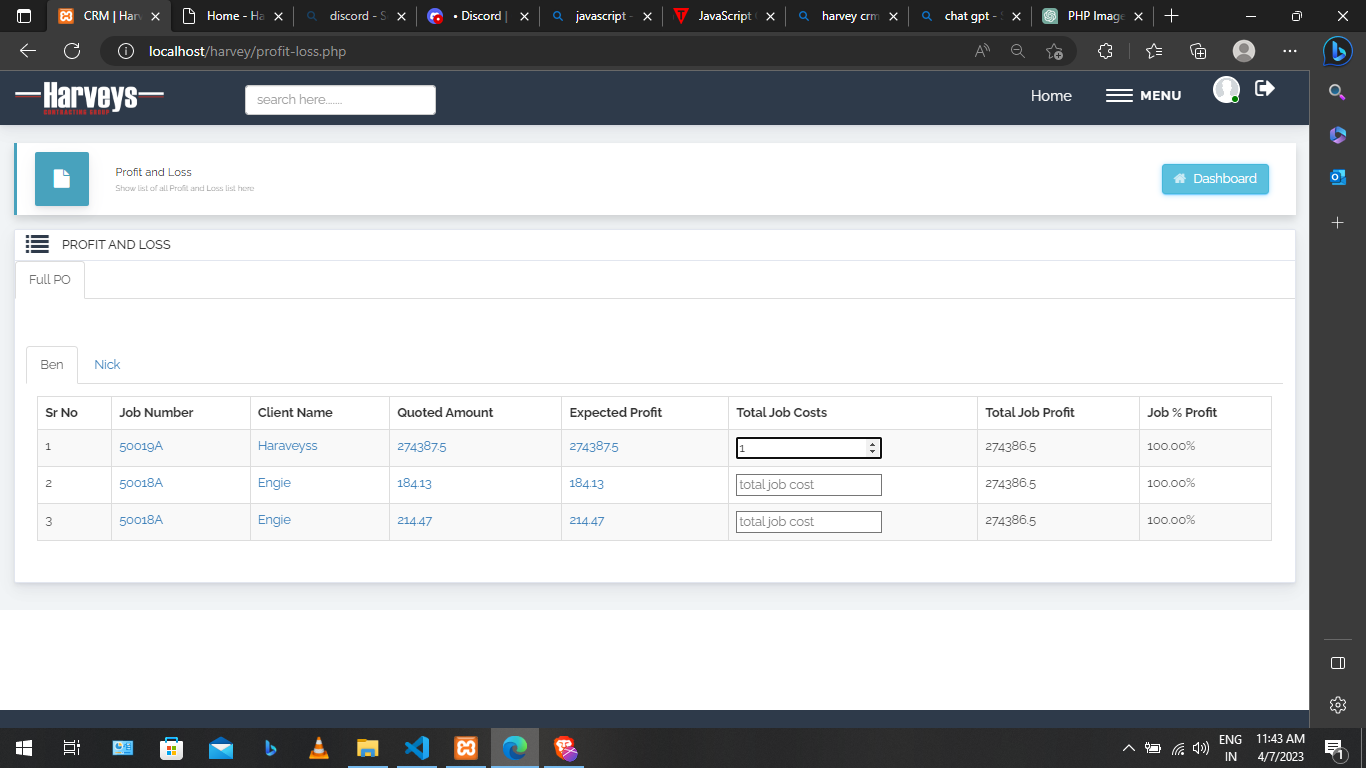 CRM | Har
Home - Ha
discord - S
• Discord |
javascript -
JavaScript
harvey crm
chat gpt - S
PHP Image
localhost/harvey/profit-loss.php
Harveys
CONTRACTING GROUP
search here.......
Home
MENU
Profit and Loss
Show list of all Profit and Loss list here
Dashboard
PROFIT AND LOSS
Full PO
Ben Nick
Sr No Job Number Client Name Quoted Amount Expected Profit Total Job Costs Total Job Profit Job % Profit
1 50019A Haraveyss 274387.5 274387.5 1 274386.5 100.00%
2 50018A Engie 184.13 184.13 total job cost 274386.5 100.00%
3 50018A Engie 214.47 214.47 total job cost 274386.5 100.00%
ENG
IN
11:43 AM
4/7/2023
1